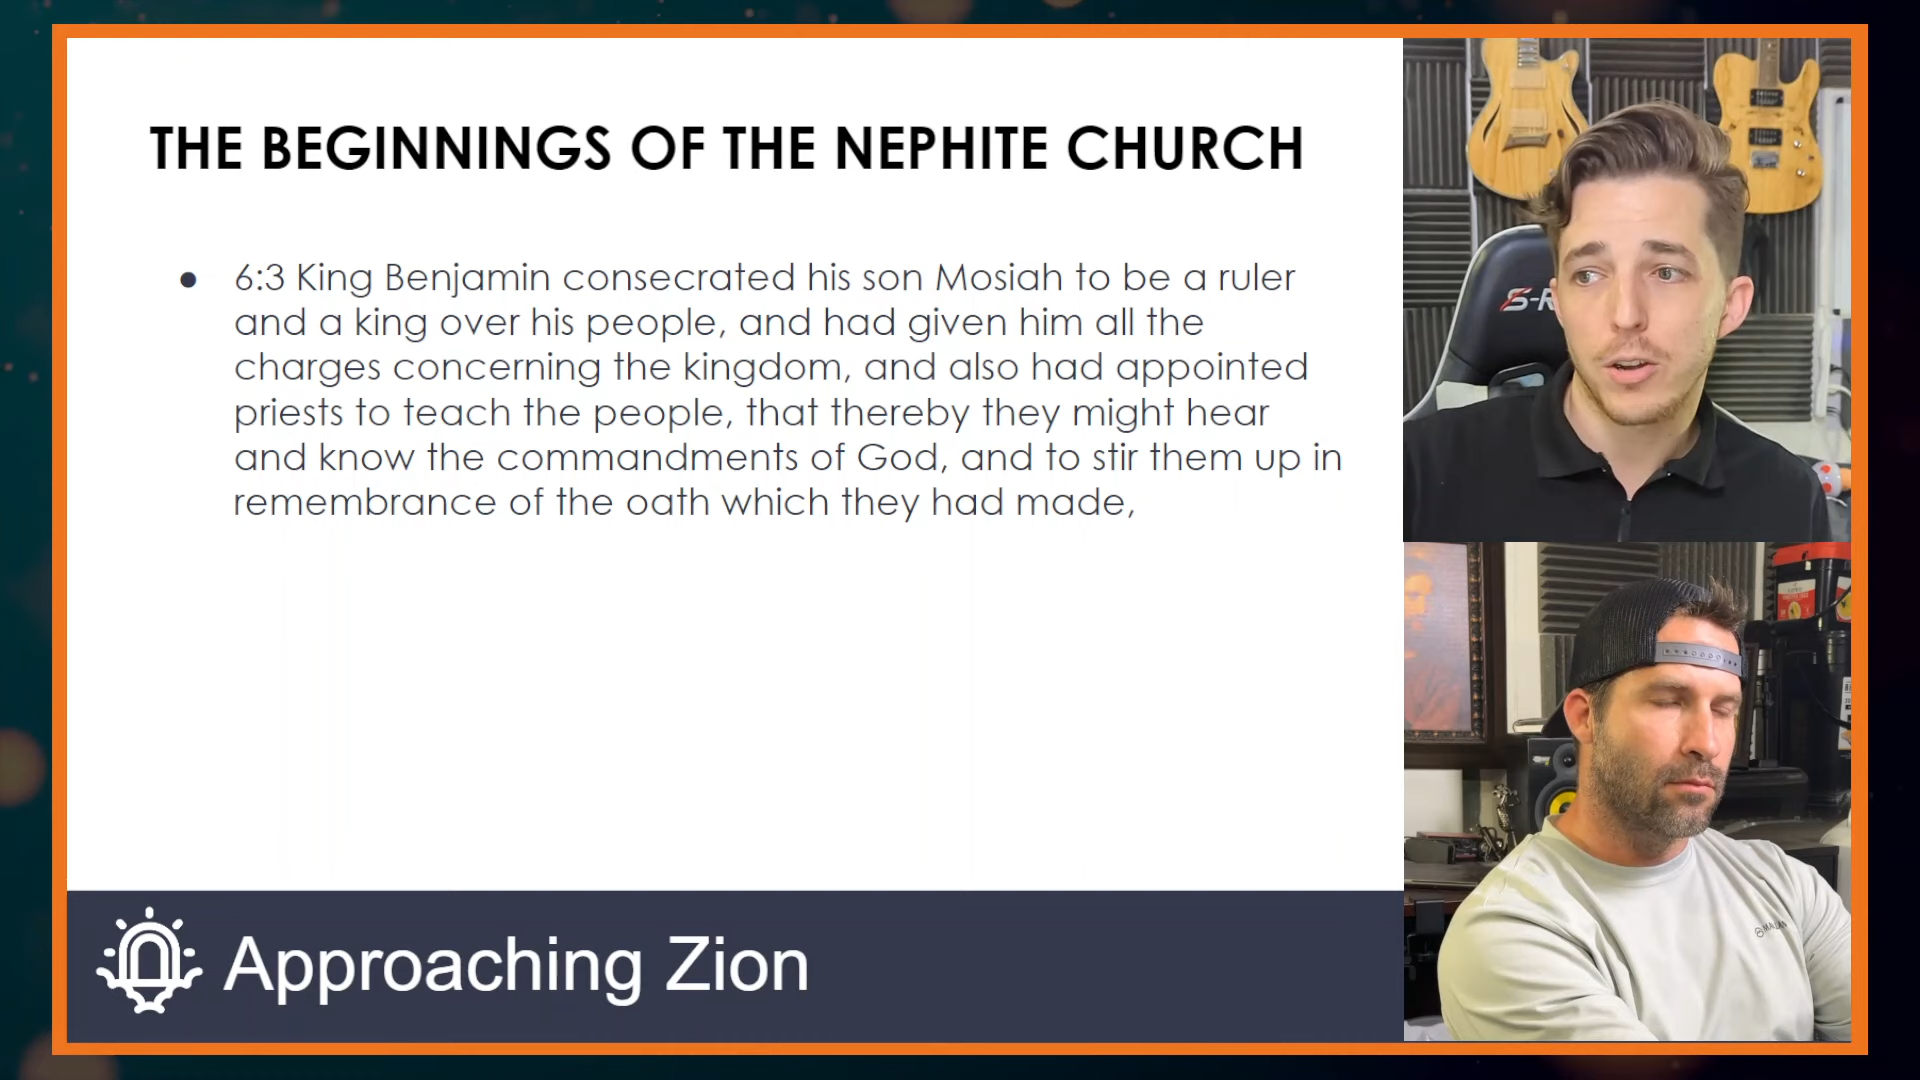 THE BEGINNINGS OF THE NEPHITE CHURCH
● 6:3 King Benjamin consecrated his son Mosiah to be a ruler
and a king over his people, and had given him all the
charges concerning the kingdom, and also had appointed
priests to teach the people, that thereby they might hear
and know the commandments of God, and to stir them up in
remembrance of the oath which they had made,
Approaching Zion
S-R